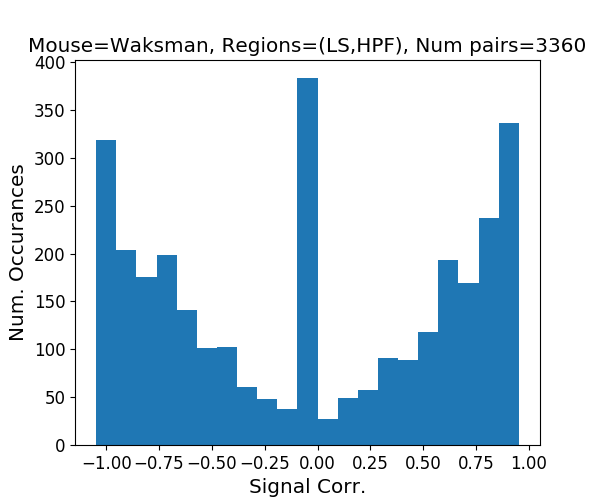 Mouse=Waksman, Regions=(LS,HPF), Num pairs=3360
400
350
300
250
200
150
100
50
0
Num. Occurances
−1.00 −0.75 −0.50 −0.25 0.00 0.25 0.50 0.75 1.00
Signal Corr.